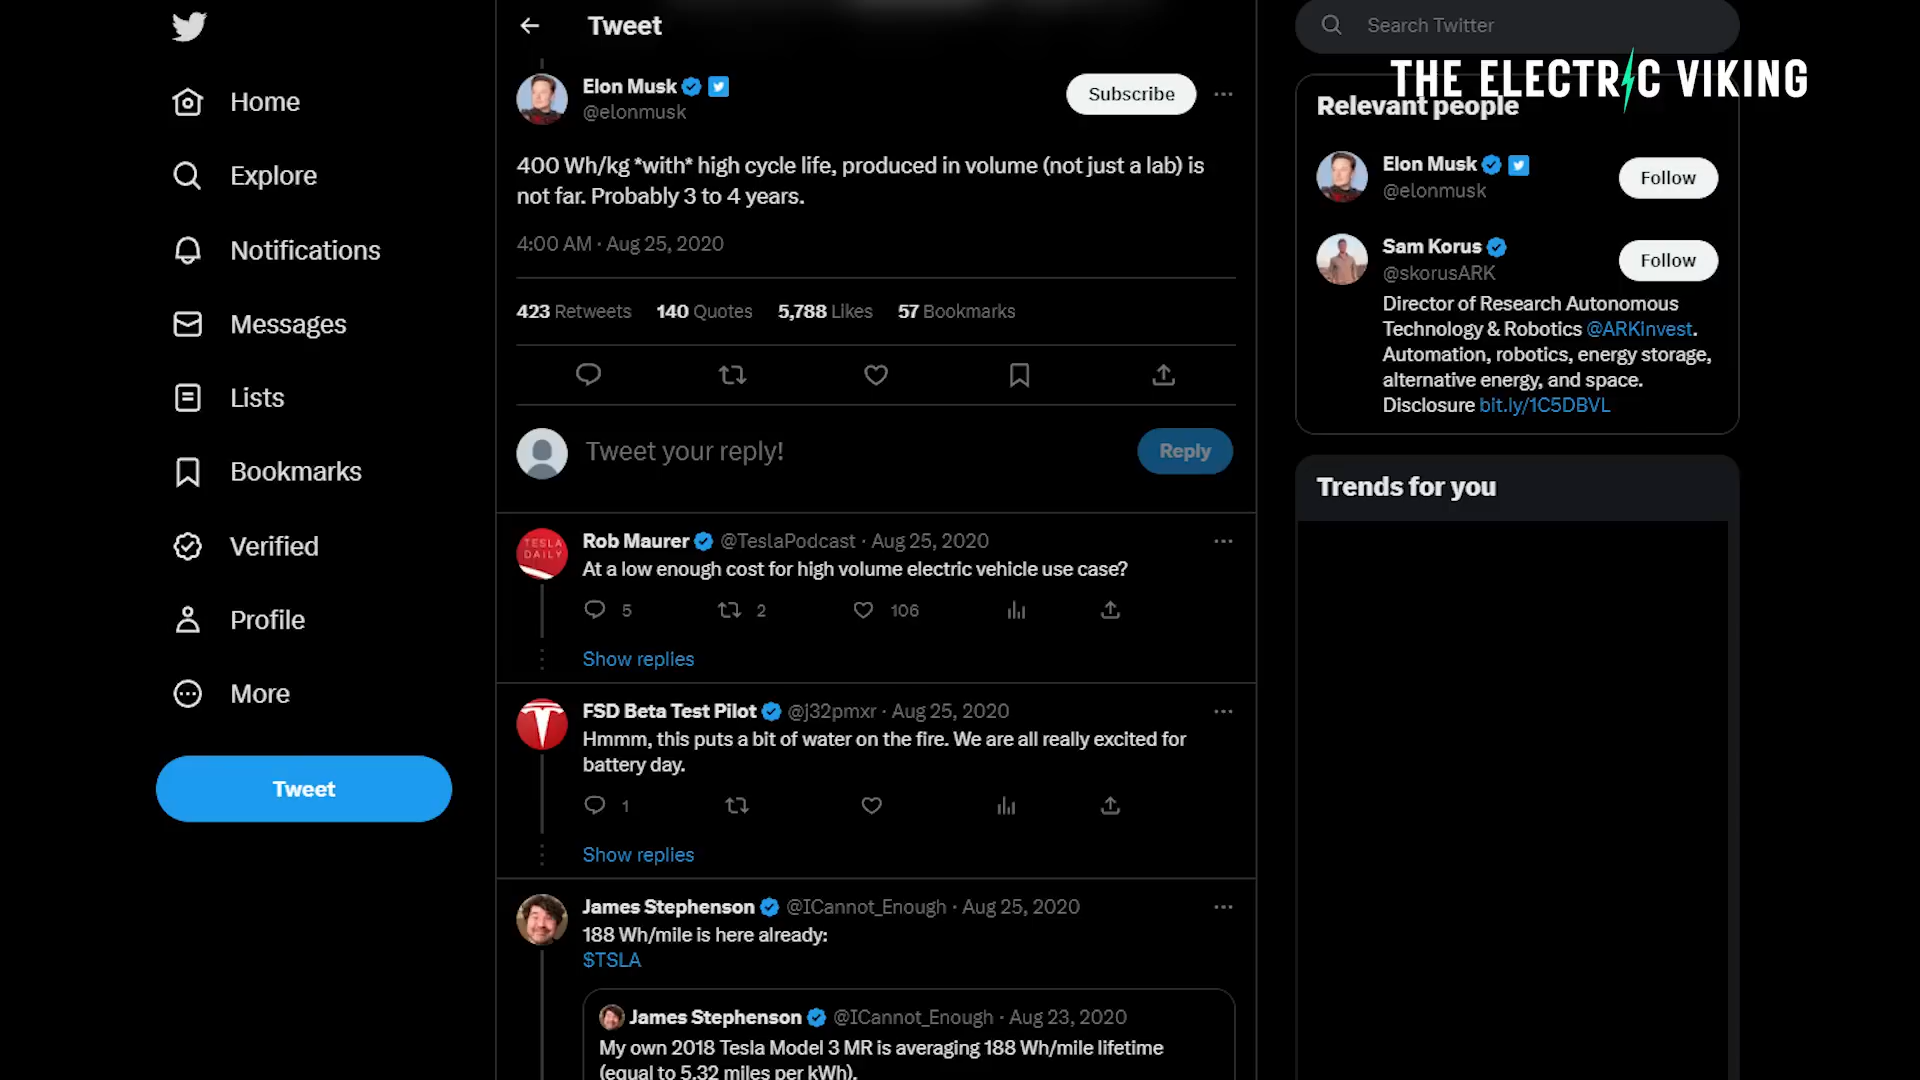 Tweet
Search Twitter
THE ELECTRIC VIKING
Home
Explore
Notifications
Messages
Lists
Bookmarks
Verified
Profile
More
Tweet
Elon Musk
@elonmusk
Subscribe
400 Wh/kg *with* high cycle life, produced in volume (not just a lab) is
not far. Probably 3 to 4 years.
4:00 AM · Aug 25, 2020
423 Retweets 140 Quotes 5,788 Likes 57 Bookmarks
Tweet your reply!
Reply
Rob Maurer @TeslaPodcast · Aug 25, 2020
TESLA
DAILY
At a low enough cost for high volume electric vehicle use case?
5 2 106
Show replies
FSD Beta Test Pilot @j32pmxr · Aug 25, 2020
Hmmm, this puts a bit of water on the fire. We are all really excited for
battery day.
1
Show replies
James Stephenson @ICannot_Enough · Aug 25, 2020
188 Wh/mile is here already:
$TSLA
James Stephenson @ICannot_Enough · Aug 23, 2020
My own 2018 Tesla Model 3 MR is averaging 188 Wh/mile lifetime
(equal to 5.32 miles per kWh).
Relevant people
Elon Musk
@elonmusk
Follow
Sam Korus
@skorusARK
Follow
Director of Research Autonomous
Technology & Robotics @ARKinvest.
Automation, robotics, energy storage,
alternative energy, and space.
Disclosure bit.ly/1C5DBVL
Trends for you